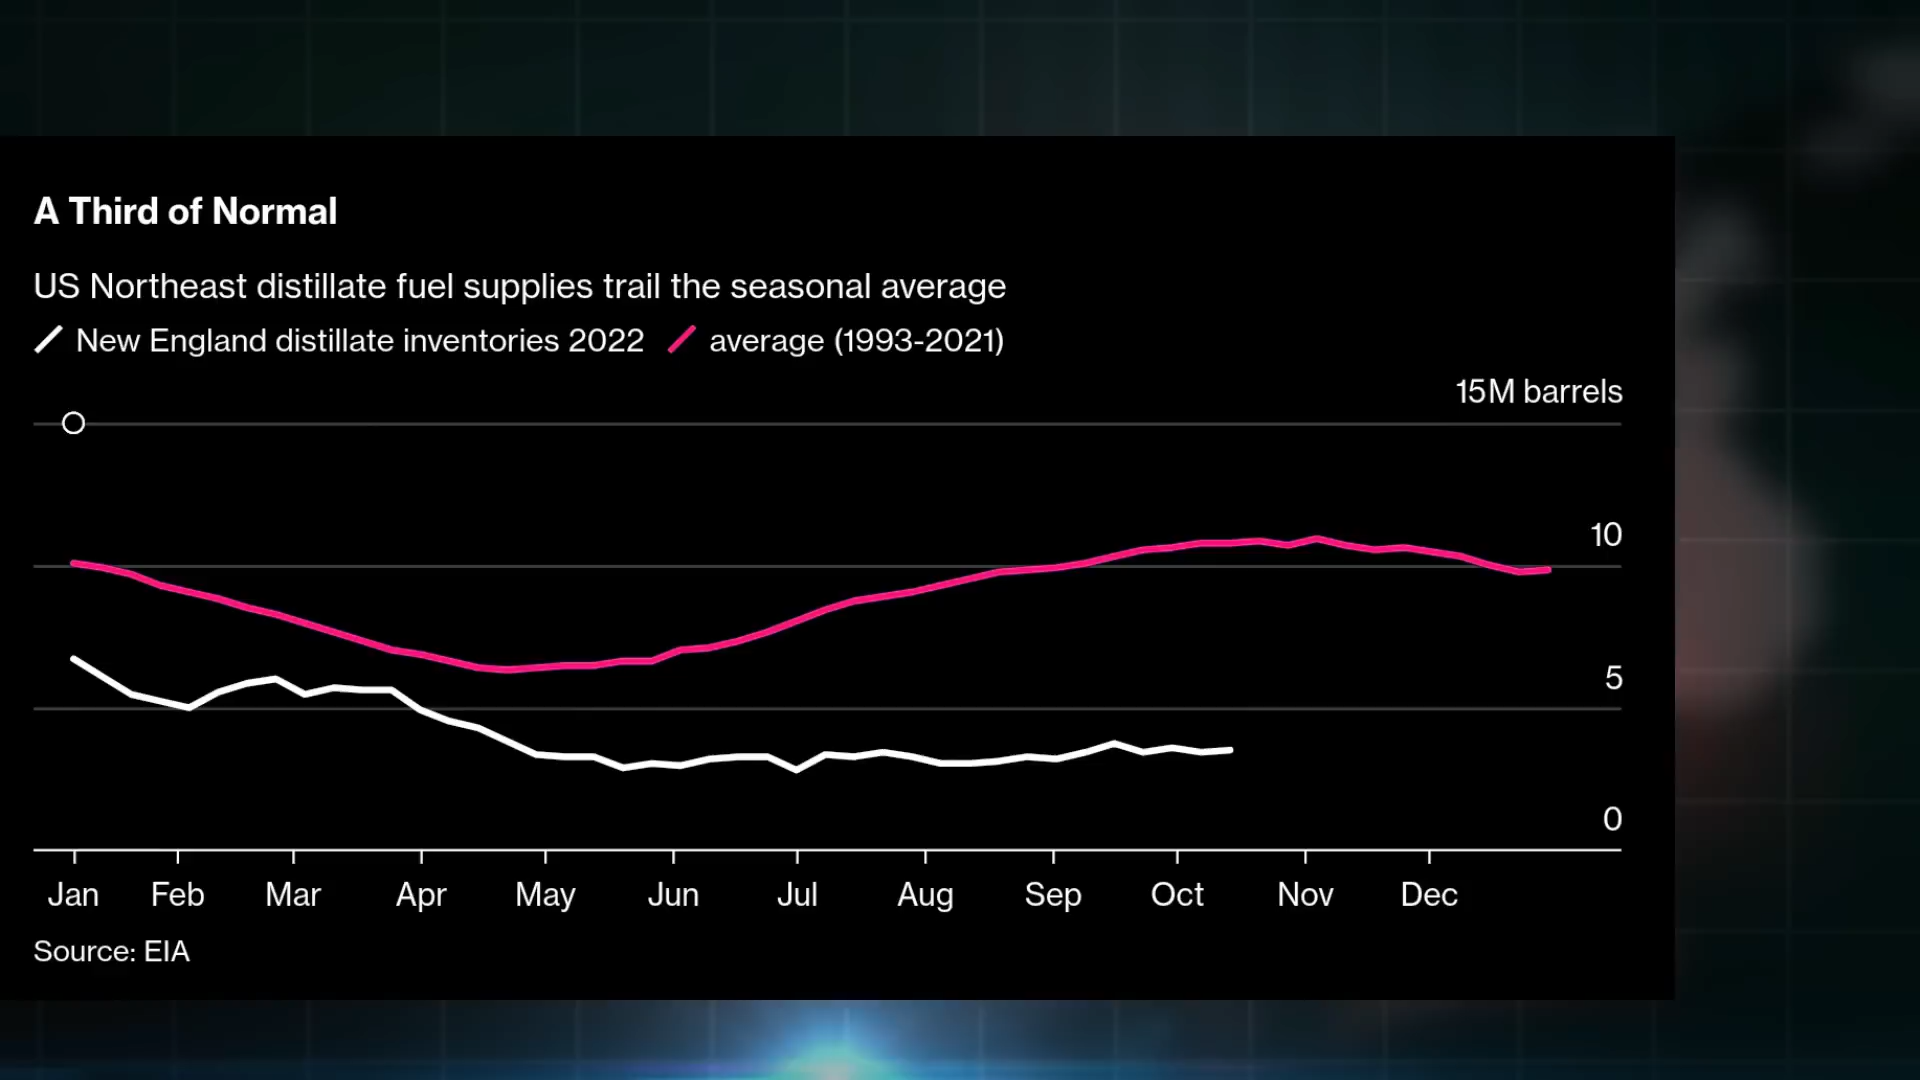 A Third of Normal
US Northeast distillate fuel supplies trail the seasonal average
New England distillate inventories 2022 average (1993-2021)
15M barrels
10
5
0
Jan Feb Mar Apr May Jun Jul Aug Sep Oct Nov Dec
Source: EIA